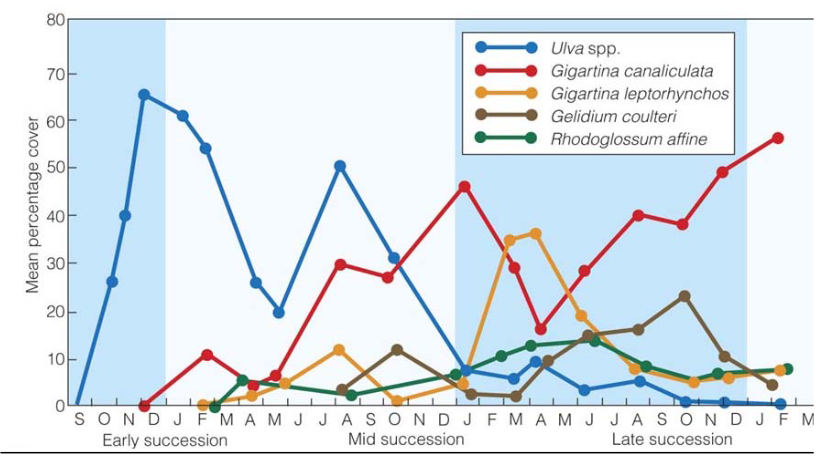 80
70
60
50
40
30
20
10
0
Mean percentage cover
Ulva spp.
Gigartina canaliculata
Gigartina leptorhynchos
Gelidium coulteri
Rhodoglossum affine
S O N D J F M A M J J A S O N D J F M A M J J A S O N D J F M
Early succession Mid succession Late succession